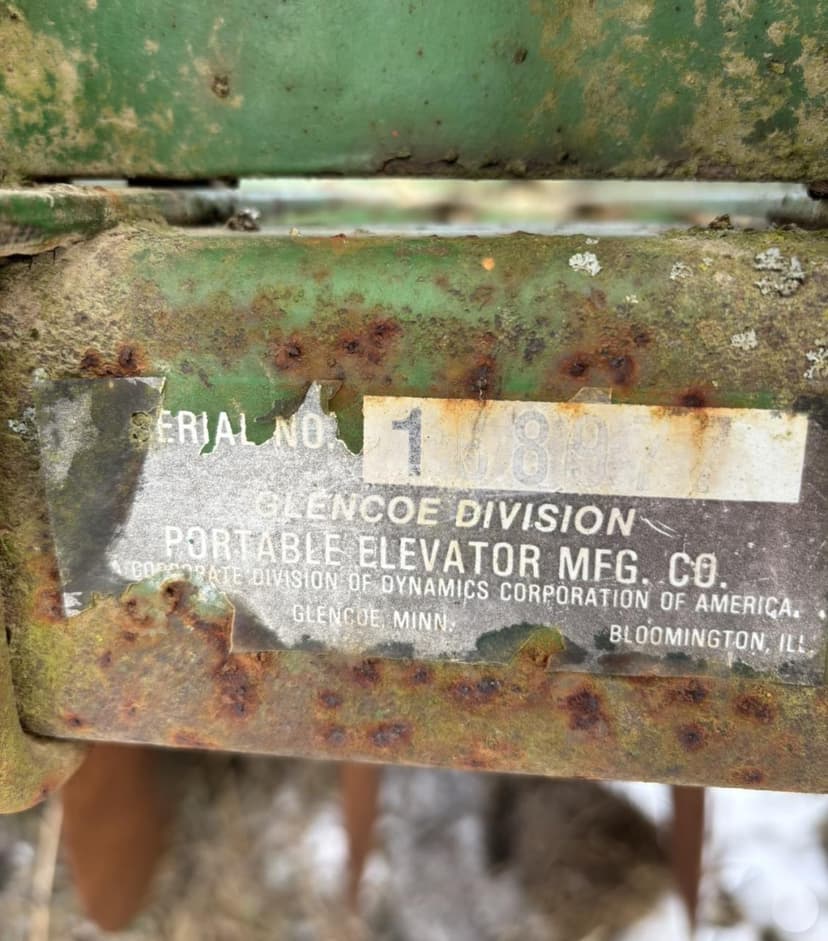 ERIAL NO.
GLENCOE DIVISION
PORTABLE ELEVATOR MFG. CO.
A CORPORATE DIVISION OF DYNAMICS CORPORATION OF AMERICA.
GLENCOE, MINN.
BLOOMINGTON, ILL.